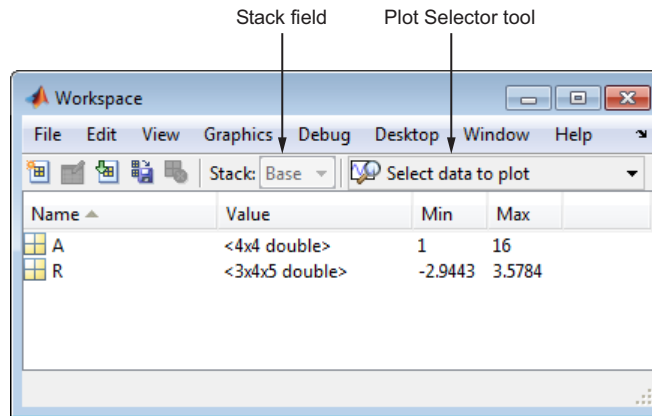 Stack field Plot Selector tool
Workspace
File Edit View Graphics Debug Desktop Window Help
Stack: Base Select data to plot
Name Value Min Max
A <4x4 double> 1 16
R <3x4x5 double> -2.9443 3.5784